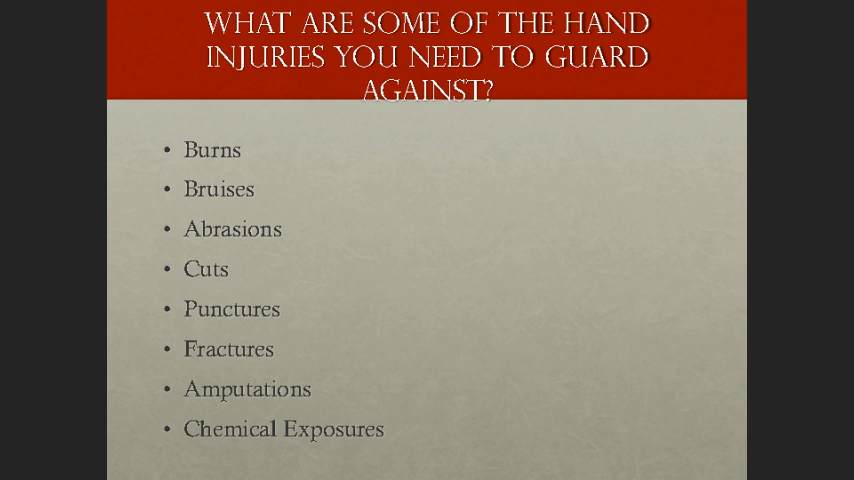 WHAT ARE SOME OF THE HAND
INJURIES YOU NEED TO GUARD
AGAINST?
• Burns
• Bruises
• Abrasions
• Cuts
• Punctures
• Fractures
• Amputations
• Chemical Exposures